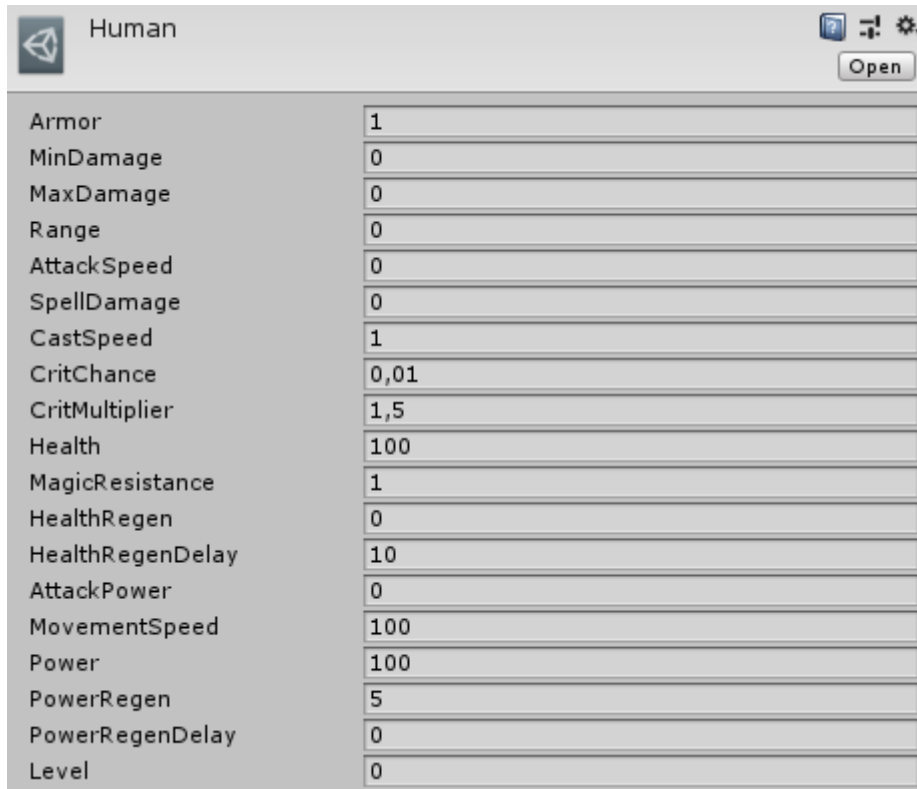 Human
Open
Armor 1
MinDamage 0
MaxDamage 0
Range 0
AttackSpeed 0
SpellDamage 0
CastSpeed 1
CritChance 0,01
CritMultiplier 1,5
Health 100
MagicResistance 1
HealthRegen 0
HealthRegenDelay 10
AttackPower 0
MovementSpeed 100
Power 100
PowerRegen 5
PowerRegenDelay 0
Level 0